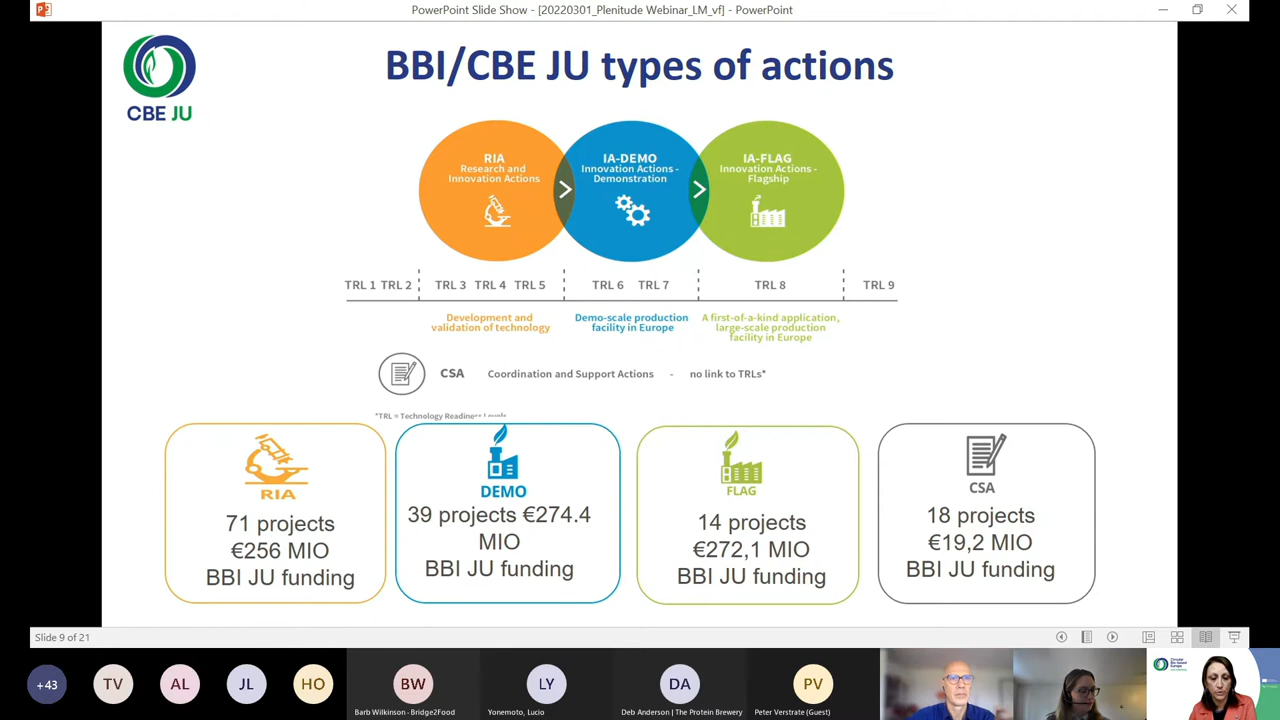 PowerPoint Slide Show - [20220301_Plenitude Webinar_LM_vf] - PowerPoint
CBE JU
BBI/CBE JU types of actions
RIA
Research and
Innovation Actions
IA-DEMO
Innovation Actions -
Demonstration
IA-FLAG
Innovation Actions -
Flagship
TRL 1 TRL 2 TRL 3 TRL 4 TRL 5 TRL 6 TRL 7 TRL 8 TRL 9
Development and
validation of technology
Demo-scale production
facility in Europe
A first-of-a-kind application,
large-scale production
facility in Europe
CSA Coordination and Support Actions - no link to TRLs*
*TRL = Technology Readiness Levels
RIA
71 projects
€256 MIO
BBI JU funding
DEMO
39 projects €274.4
MIO
BBI JU funding
FLAG
14 projects
€272,1 MIO
BBI JU funding
CSA
18 projects
€19,2 MIO
BBI JU funding
Slide 9 of 21
+43
TV
AL
JL
HO
BW
Barb Wilkinson - Bridge2Food
LY
Yonemoto, Lucio
DA
Deb Anderson | The Protein Brewery
PV
Peter Verstrate (Guest)
Circular
Bio-based
Europe